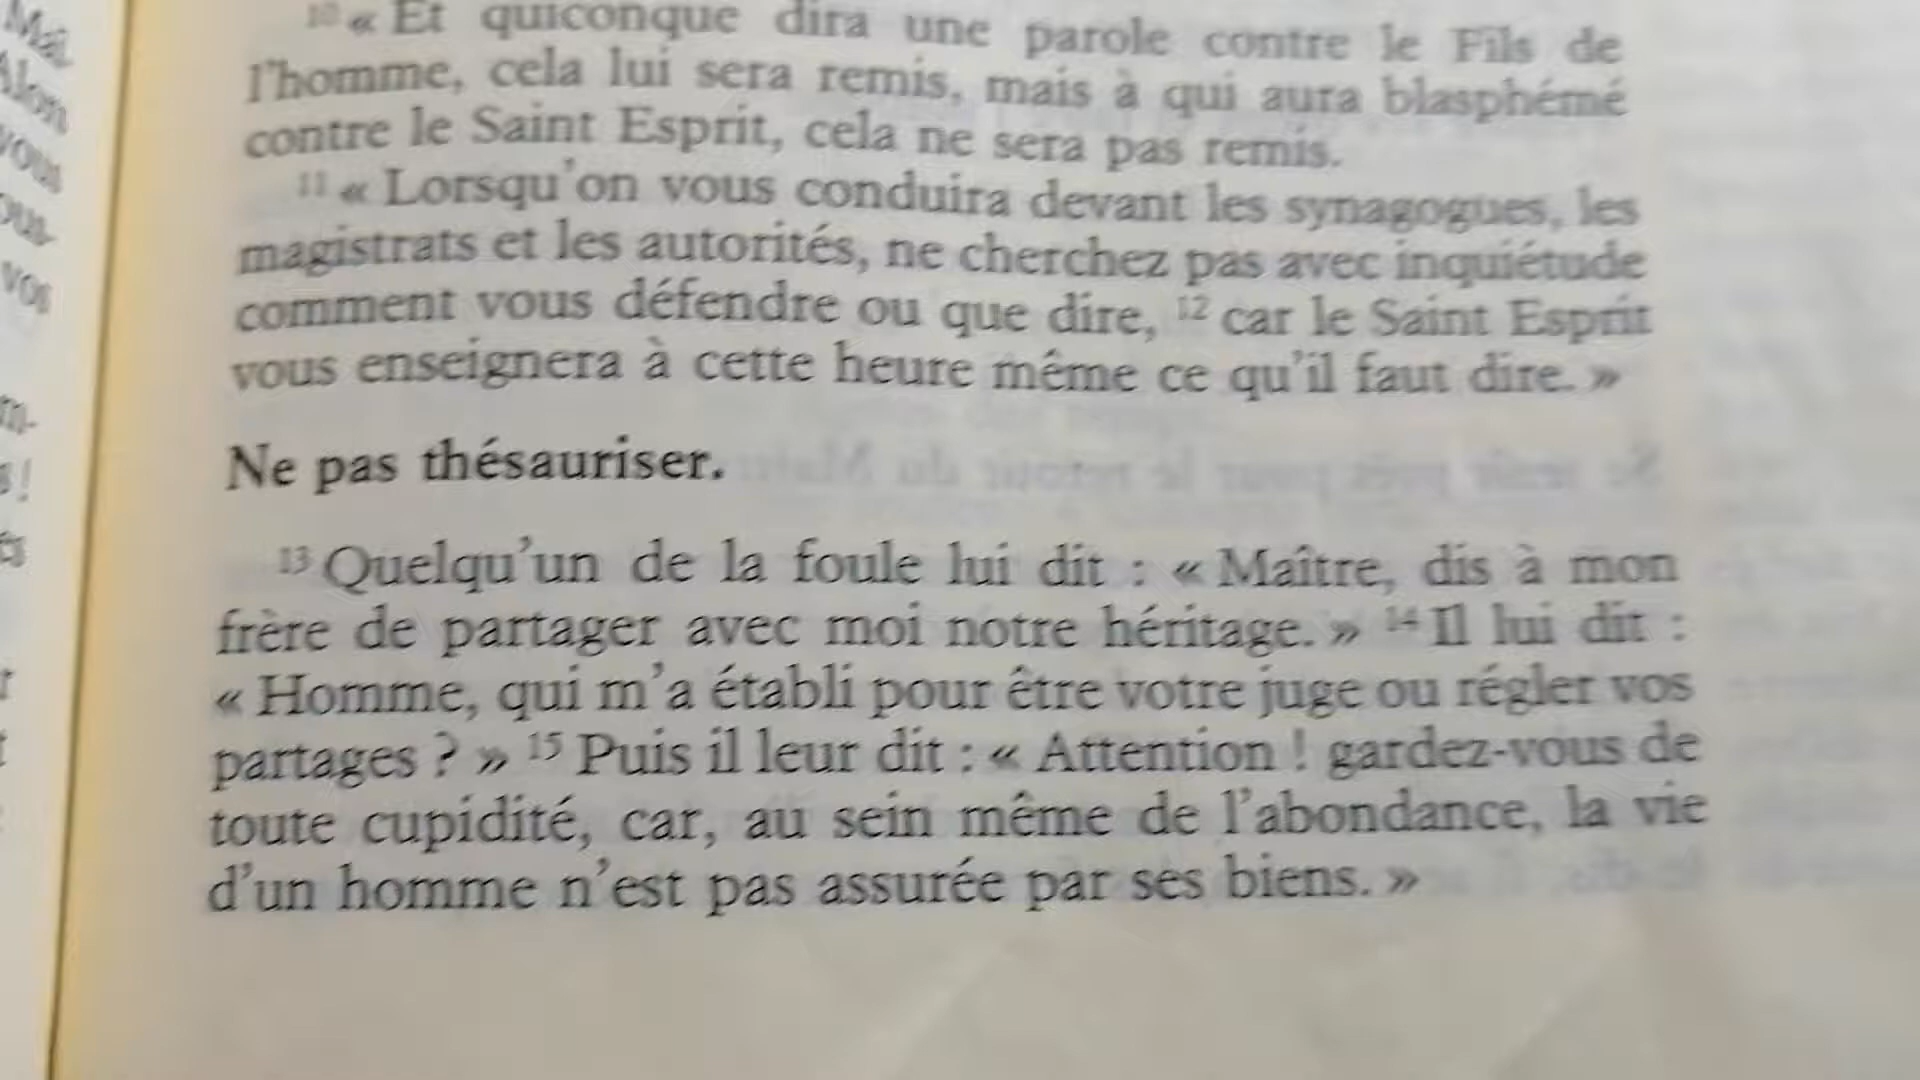 10 « Et quiconque dira une parole contre le Fils de
l'homme, cela lui sera remis, mais à qui aura blasphémé
contre le Saint Esprit, cela ne sera pas remis.
11 « Lorsqu'on vous conduira devant les synagogues, les
magistrats et les autorités, ne cherchez pas avec inquiétude
comment vous défendre ou que dire, 12 car le Saint Esprit
vous enseignera à cette heure même ce qu'il faut dire. »
Ne pas thésauriser.
13 Quelqu'un de la foule lui dit : « Maître, dis à mon
frère de partager avec moi notre héritage. » 14 Il lui dit :
« Homme, qui m'a établi pour être votre juge ou régler vos
partages ? » 15 Puis il leur dit : « Attention ! gardez-vous de
toute cupidité, car, au sein même de l'abondance, la vie
d'un homme n'est pas assurée par ses biens. »